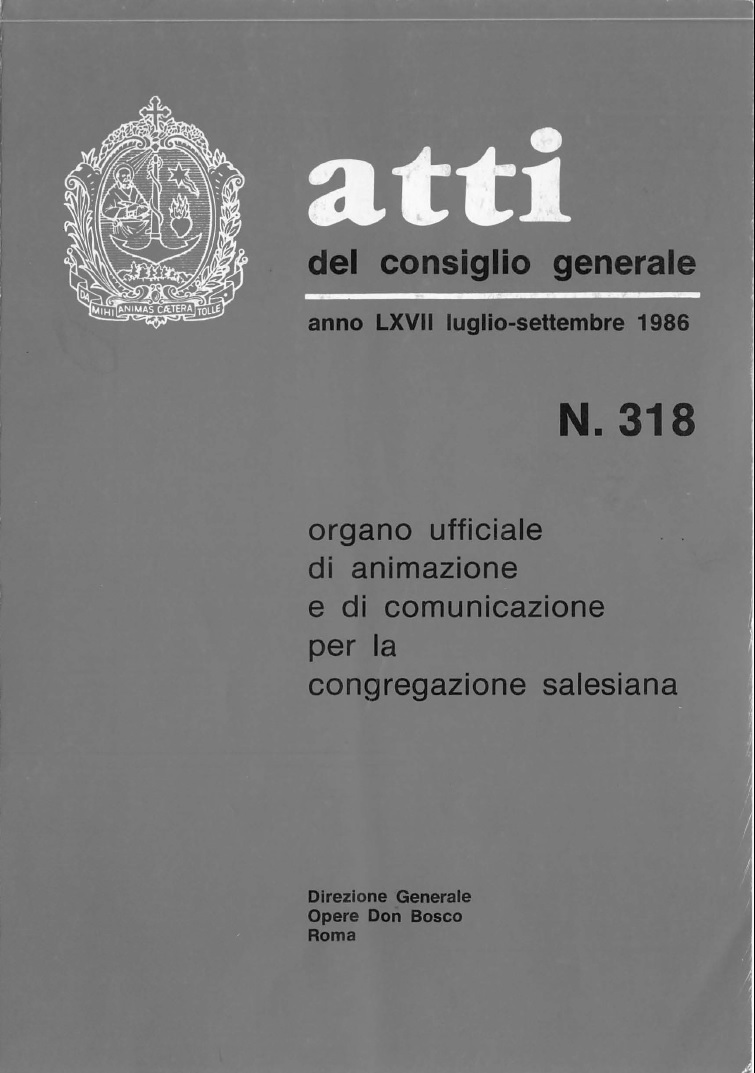 DA MIHI ANIMAS CÆTERA TOLLE
atti
del consiglio generale
anno LXVII luglio-settembre 1986
N. 318
organo ufficiale
di animazione
e di comunicazione
per la
congregazione salesiana
Direzione Generale
Opere Don Bosco
Roma